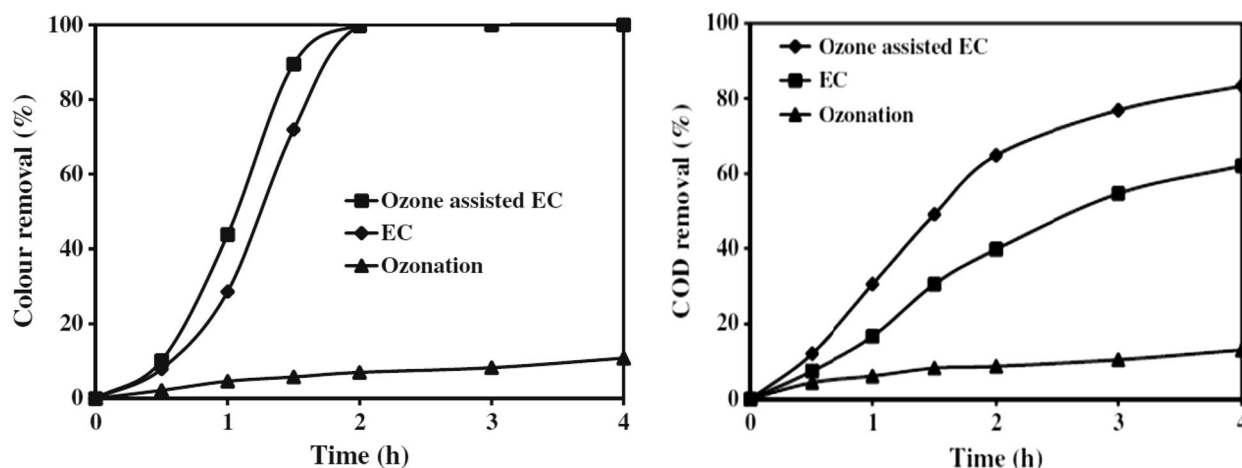 100
80
60
40
20
0
Colour removal (%)
Ozone assisted EC
EC
Ozonation
0 1 2 3 4
Time (h)
100
80
60
40
20
0
COD removal (%)
Ozone assisted EC
EC
Ozonation
0 1 2 3 4
Time (h)